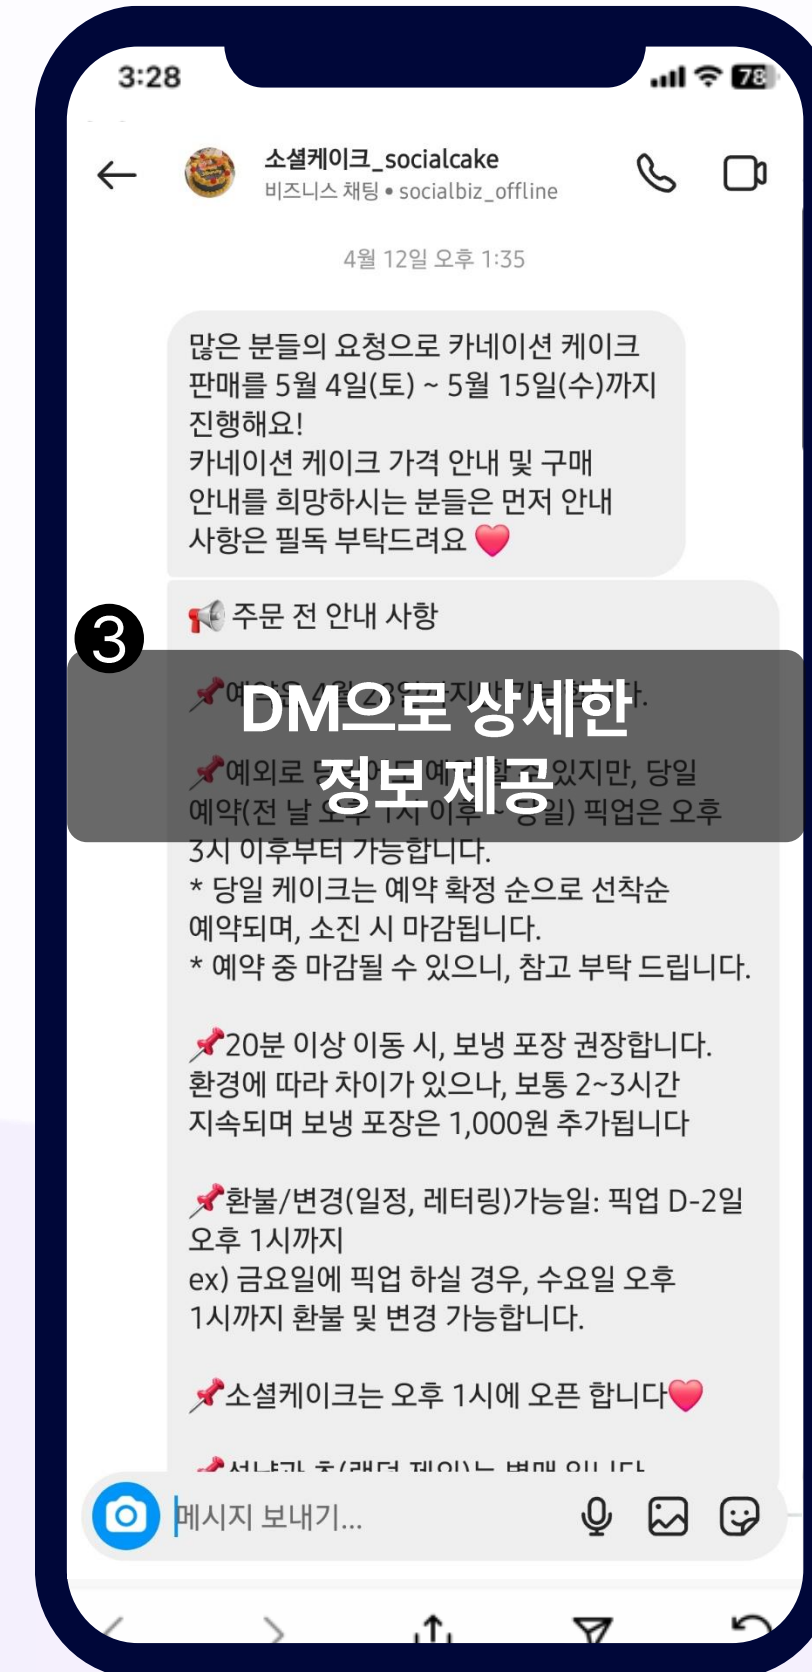 3:28
78
소셜케이크_socialcake
비즈니스 채팅 • socialbiz_offline
4월 12일 오후 1:35
많은 분들의 요청으로 카네이션 케이크
판매를 5월 4일(토) ~ 5월 15일(수)까지
진행해요!
카네이션 케이크 가격 안내 및 구매
안내를 희망하시는 분들은 먼저 안내
사항은 필독 부탁드려요
주문 전 안내 사항
3
DM으로 상세한
정보 제공
예외로 있지만, 당일
예약(전 날 오후 1시 이후 ~ 당일) 픽업은 오후
3시 이후부터 가능합니다.
* 당일 케이크는 예약 확정 순으로 선착순
예약되며, 소진 시 마감됩니다.
* 예약 중 마감될 수 있으니, 참고 부탁 드립니다.
20분 이상 이동 시, 보냉 포장 권장합니다.
환경에 따라 차이가 있으나, 보통 2~3시간
지속되며 보냉 포장은 1,000원 추가됩니다
환불/변경(일정, 레터링)가능일: 픽업 D-2일
오후 1시까지
ex) 금요일에 픽업 하실 경우, 수요일 오후
1시까지 환불 및 변경 가능합니다.
소셜케이크는 오후 1시에 오픈 합니다
메시지 보내기...